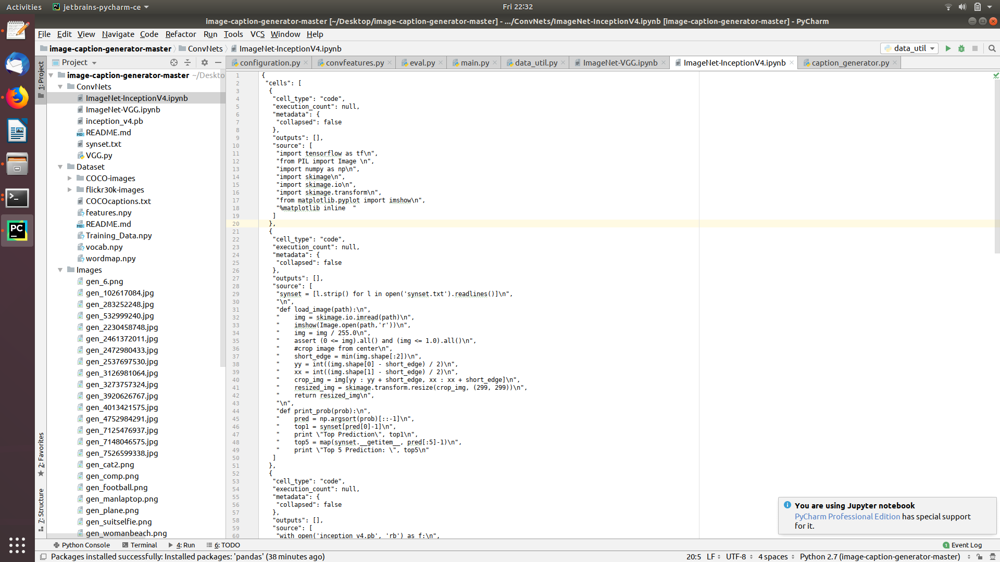 Activities
jetbrains-pycharm-ce
Fri 22:32
image-caption-generator-master [~/Desktop/image-caption-generator-master] - .../ConvNets/ImageNet-InceptionV4.ipynb [image-caption-generator-master] - PyCharm
File Edit View Navigate Code Refactor Run Tools VCS Window Help
image-caption-generator-master ConvNets ImageNet-InceptionV4.ipynb
data_util
1: Project
2: Favorites
7: Structure
Project
image-caption-generator-master ~/Deskto
ConvNets
ImageNet-InceptionV4.ipynb
ImageNet-VGG.ipynb
inception_v4.pb
README.md
synset.txt
VGG.py
Dataset
COCO-images
flickr30k-images
COCOcaptions.txt
features.npy
README.md
Training_Data.npy
vocab.npy
wordmap.npy
Images
gen_6.png
gen_102617084.jpg
gen_283252248.jpg
gen_532999240.jpg
gen_2230458748.jpg
gen_2461372011.jpg
gen_2472980433.jpg
gen_2537697530.jpg
gen_3126981064.jpg
gen_3273757324.jpg
gen_3920626767.jpg
gen_4013421575.jpg
gen_4752984291.jpg
gen_7125476937.jpg
gen_7148046575.jpg
gen_7526599338.jpg
gen_cat2.png
gen_comp.png
gen_football.png
gen_manlaptop.png
gen_plane.png
gen_suitselfie.png
gen_womanbeach.png
configuration.py convfeatures.py eval.py main.py data_util.py ImageNet-VGG.ipynb ImageNet-InceptionV4.ipynb caption_generator.py
1 {
2 "cells": [
3 {
4 "cell_type": "code",
5 "execution_count": null,
6 "metadata": {
7 "collapsed": false
8 },
9 "outputs": [],
10 "source": [
11 "import tensorflow as tf\n",
12 "from PIL import Image \n",
13 "import numpy as np\n",
14 "import skimage\n",
15 "import skimage.io\n",
16 "import skimage.transform\n",
17 "from matplotlib.pyplot import imshow\n",
18 "%matplotlib inline  "
19 ]
20 },
21 {
22 "cell_type": "code",
23 "execution_count": null,
24 "metadata": {
25 "collapsed": false
26 },
27 "outputs": [],
28 "source": [
29 "synset = [l.strip() for l in open('synset.txt').readlines()]\n",
30 "\n",
31 "def load_image(path):\n",
32 "    img = skimage.io.imread(path)\n",
33 "    imshow(Image.open(path,'r'))\n",
34 "    img = img / 255.0\n",
35 "    assert (0 <= img).all() and (img <= 1.0).all()\n",
36 "    #crop image from center\n",
37 "    short_edge = min(img.shape[:2])\n",
38 "    yy = int((img.shape[0] - short_edge) / 2)\n",
39 "    xx = int((img.shape[1] - short_edge) / 2)\n",
40 "    crop_img = img[yy : yy + short_edge, xx : xx + short_edge]\n",
41 "    resized_img = skimage.transform.resize(crop_img, (299, 299))\n",
42 "    return resized_img\n",
43 "\n",
44 "def print_prob(prob):\n",
45 "    pred = np.argsort(prob)[::-1]\n",
46 "    top1 = synset[pred[0]-1]\n",
47 "    print \"Top Prediction\", top1\n",
48 "    top5 = map(synset.__getitem__, pred[:5]-1)\n",
49 "    print \"Top 5 Prediction: \", top5\n"
50 ]
51 },
52 {
53 "cell_type": "code",
54 "execution_count": null,
55 "metadata": {
56 "collapsed": false
57 },
58 "outputs": [],
59 "source": [
60 "with open('inception_v4.pb', 'rb') as f:\n",
You are using Jupyter notebook
PyCharm Professional Edition has special support
for it.
Python Console Terminal 4: Run 6: TODO
1 Event Log
Packages installed successfully: Installed packages: 'pandas' (38 minutes ago)
20:5 LF UTF-8 4 spaces Python 2.7 (image-caption-generator-master)